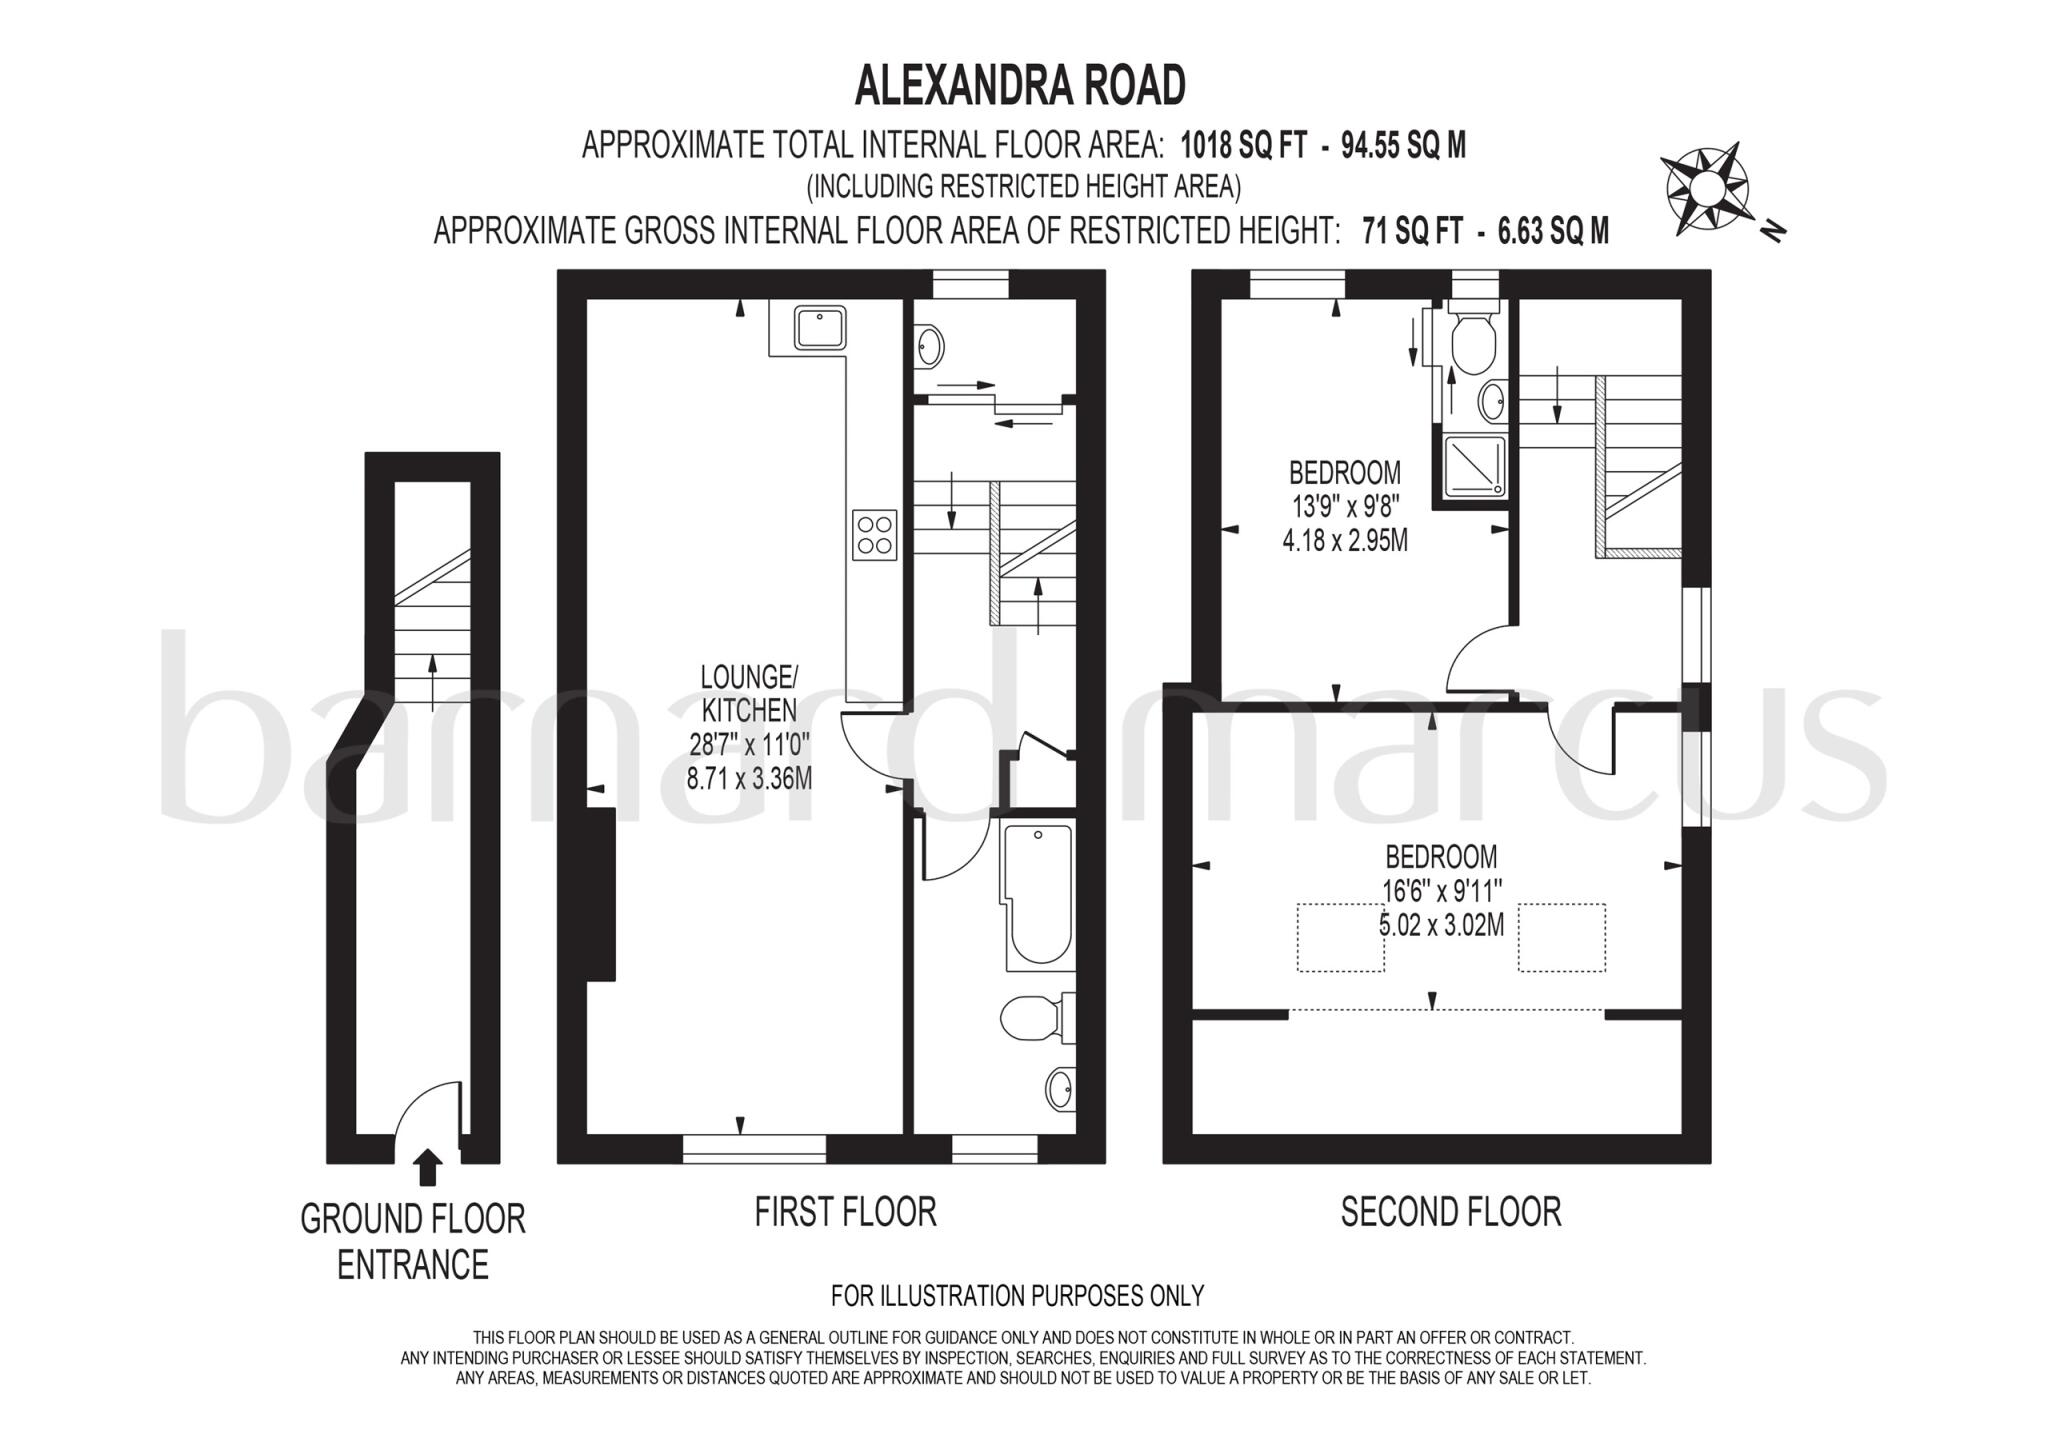 ALEXANDRA ROAD
APPROXIMATE TOTAL INTERNAL FLOOR AREA: 1018 SQ FT - 94.55 SQ M
(INCLUDING RESTRICTED HEIGHT AREA)
APPROXIMATE GROSS INTERNAL FLOOR AREA OF RESTRICTED HEIGHT: 71 SQ FT - 6.63 SQ M
N
BEDROOM
13'9" x 9'8"
4.18 x 2.95M
LOUNGE/
KITCHEN
28'7" x 11'0"
8.71 x 3.36M
barnard marcus
BEDROOM
16'6" x 9'11"
5.02 x 3.02M
GROUND FLOOR
ENTRANCE
FIRST FLOOR
SECOND FLOOR
FOR ILLUSTRATION PURPOSES ONLY
THIS FLOOR PLAN SHOULD BE USED AS A GENERAL OUTLINE FOR GUIDANCE ONLY AND DOES NOT CONSTITUTE IN WHOLE OR IN PART AN OFFER OR CONTRACT.
ANY INTENDING PURCHASER OR LESSEE SHOULD SATISFY THEMSELVES BY INSPECTION, SEARCHES, ENQUIRIES AND FULL SURVEY AS TO THE CORRECTNESS OF EACH STATEMENT.
ANY AREAS, MEASUREMENTS OR DISTANCES QUOTED ARE APPROXIMATE AND SHOULD NOT BE USED TO VALUE A PROPERTY OR BE THE BASIS OF ANY SALE OR LET.